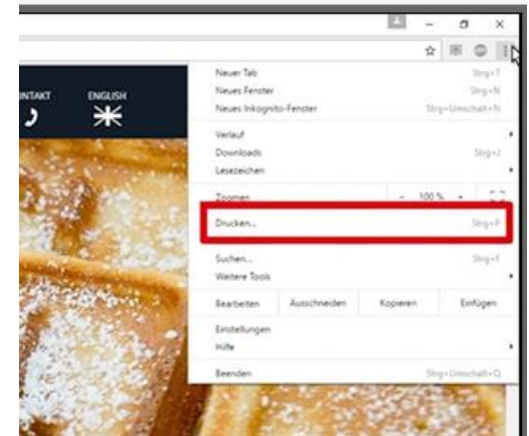 NTAKT ENGLISH
Neuer Tab Strg+T
Neues Fenster Strg+N
Neues Inkognito-Fenster Strg+Umschalt+N
Verlauf
Downloads Strg+J
Lesezeichen
Zoomen - 100 % +
Drucken... Strg+P
Suchen... Strg+F
Weitere Tools
Bearbeiten Ausschneiden Kopieren Einfügen
Einstellungen
Hilfe
Beenden Strg+Umschalt+Q